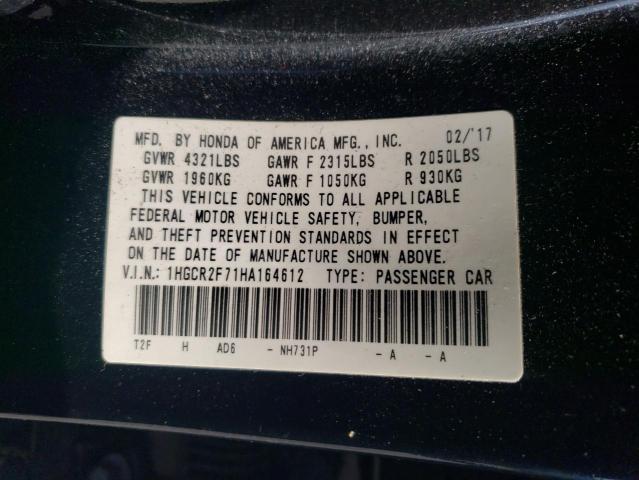 MFD. BY HONDA OF AMERICA MFG., INC. 02/'17
GVWR 4321LBS GAWR F 2315LBS R 2050LBS
GVWR 1960KG GAWR F 1050KG R 930KG
THIS VEHICLE CONFORMS TO ALL APPLICABLE
FEDERAL MOTOR VEHICLE SAFETY, BUMPER,
AND THEFT PREVENTION STANDARDS IN EFFECT
ON THE DATE OF MANUFACTURE SHOWN ABOVE.
V.I.N.: 1HGCR2F71HA164612 TYPE: PASSENGER CAR
T2F H AD6 - NH731P - A - A